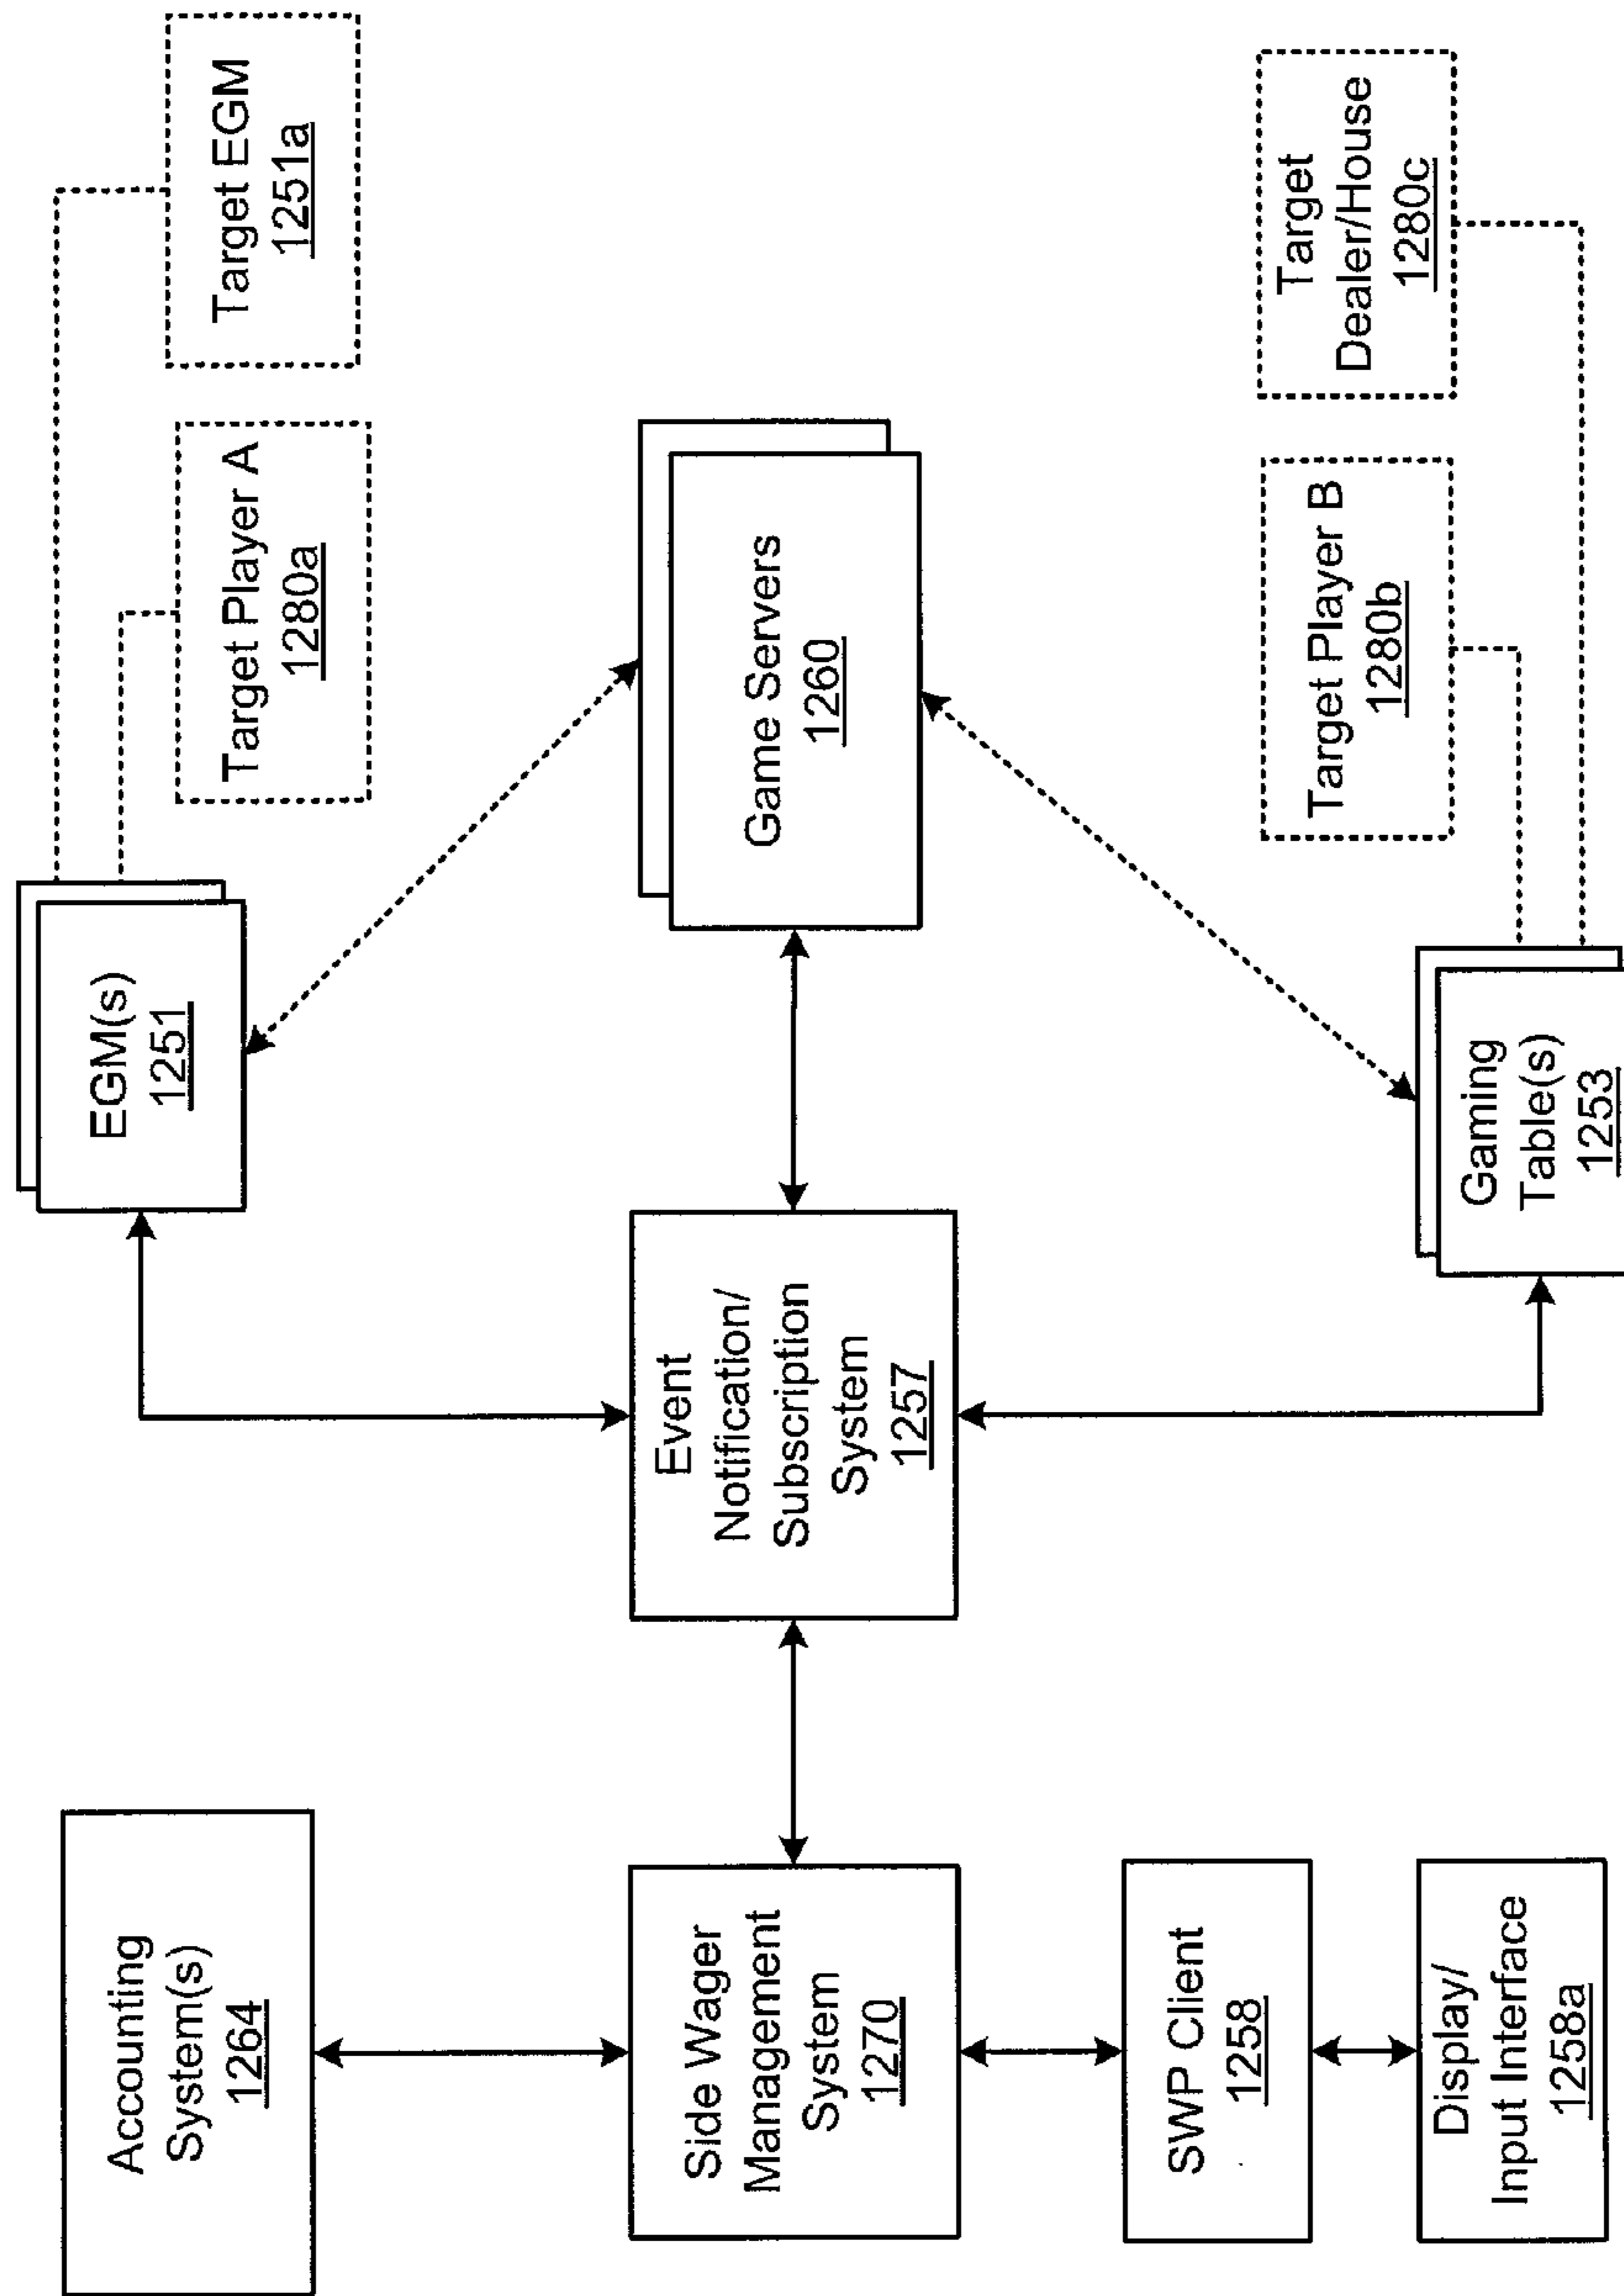 Accounting
System(s)
1264
Side Wager
Management
System
1270
SWP Client
1258
Display/
Input Interface
1258a
Event
Notification/
Subscription
System
1257
EGM(s)
1251
Game Servers
1260
Gaming
Table(s)
1253
Target Player A
1280a
Target EGM
1251a
Target Player B
1280b
Target
Dealer/House
1280c